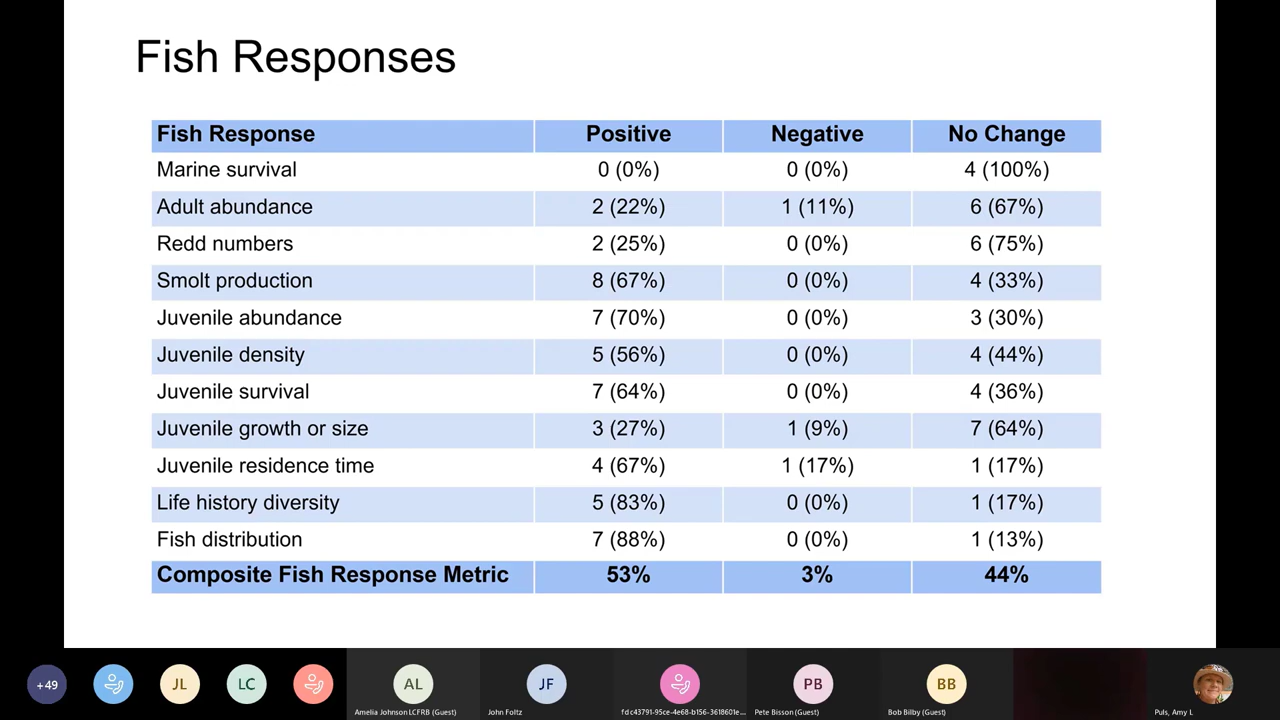 Fish Responses
Fish Response Positive Negative No Change
Marine survival 0 (0%) 0 (0%) 4 (100%)
Adult abundance 2 (22%) 1 (11%) 6 (67%)
Redd numbers 2 (25%) 0 (0%) 6 (75%)
Smolt production 8 (67%) 0 (0%) 4 (33%)
Juvenile abundance 7 (70%) 0 (0%) 3 (30%)
Juvenile density 5 (56%) 0 (0%) 4 (44%)
Juvenile survival 7 (64%) 0 (0%) 4 (36%)
Juvenile growth or size 3 (27%) 1 (9%) 7 (64%)
Juvenile residence time 4 (67%) 1 (17%) 1 (17%)
Life history diversity 5 (83%) 0 (0%) 1 (17%)
Fish distribution 7 (88%) 0 (0%) 1 (13%)
Composite Fish Response Metric 53% 3% 44%
+49 JL LC AL JF PB BB
Amelia Johnson LCFRB (Guest) John Foltz fdc43791-95ce-4e68-b156-3618601e... Pete Bisson (Guest) Bob Bilby (Guest) Puls, Amy L